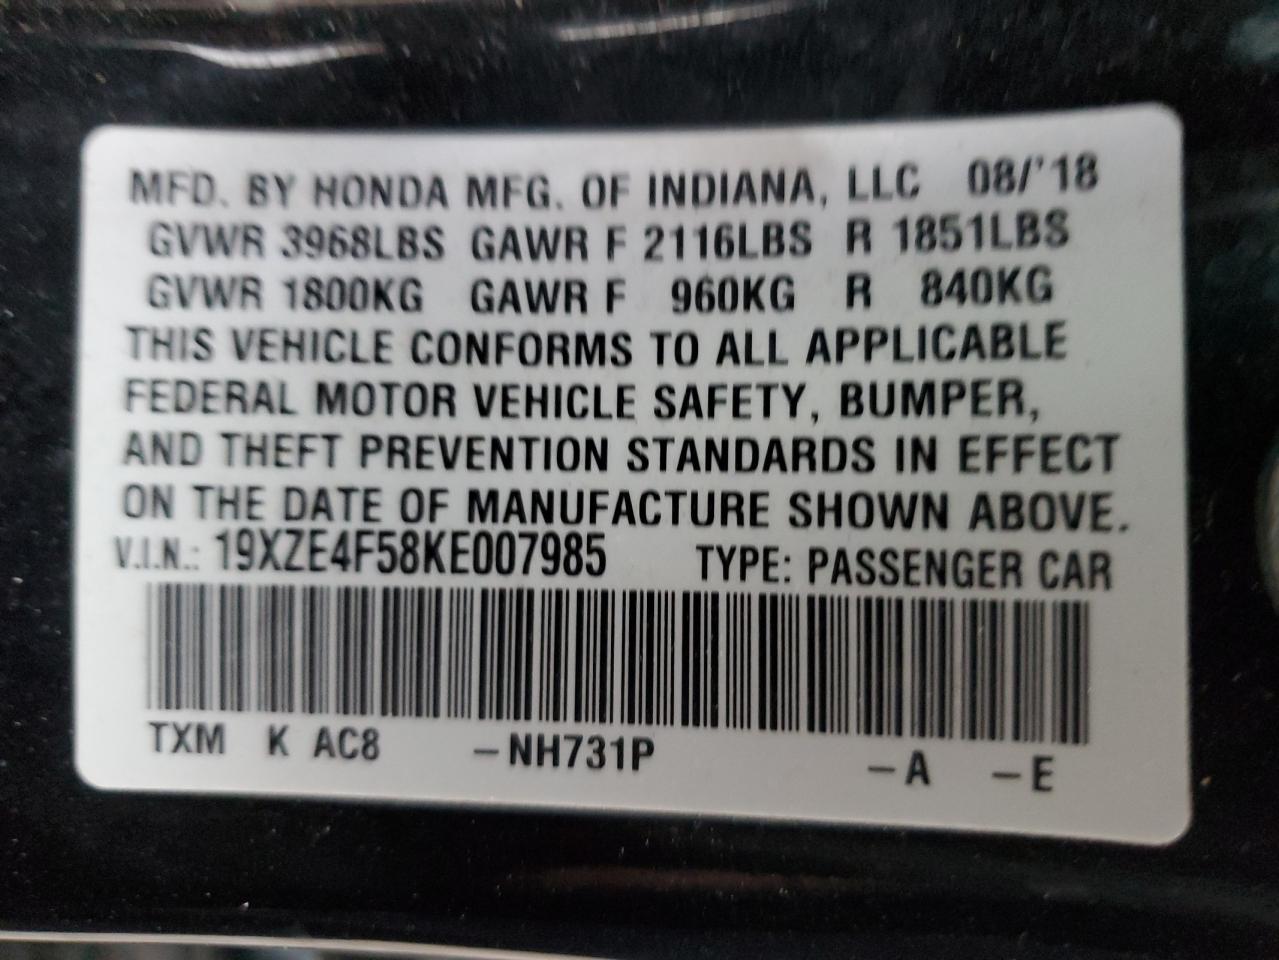 MFD. BY HONDA MFG. OF INDIANA, LLC 08/'18
GVWR 3968LBS GAWR F 2116LBS R 1851LBS
GVWR 1800KG GAWR F 960KG R 840KG
THIS VEHICLE CONFORMS TO ALL APPLICABLE
FEDERAL MOTOR VEHICLE SAFETY, BUMPER,
AND THEFT PREVENTION STANDARDS IN EFFECT
ON THE DATE OF MANUFACTURE SHOWN ABOVE.
V.I.N.: 19XZE4F58KE007985 TYPE: PASSENGER CAR
TXM K AC8 –NH731P –A –E